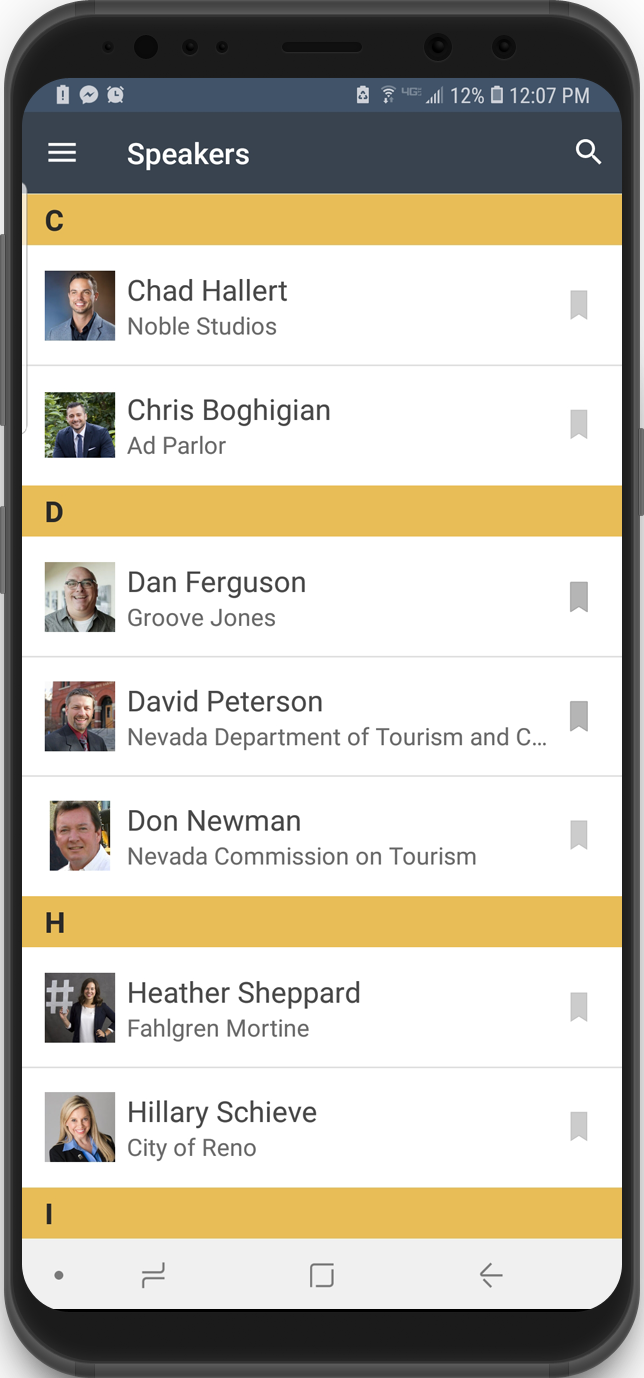 4GE 12% 12:07 PM
Speakers
C
Chad Hallert
Noble Studios
Chris Boghigian
Ad Parlor
D
Dan Ferguson
Groove Jones
David Peterson
Nevada Department of Tourism and C...
Don Newman
Nevada Commission on Tourism
H
#
Heather Sheppard
Fahlgren Mortine
Hillary Schieve
City of Reno
I